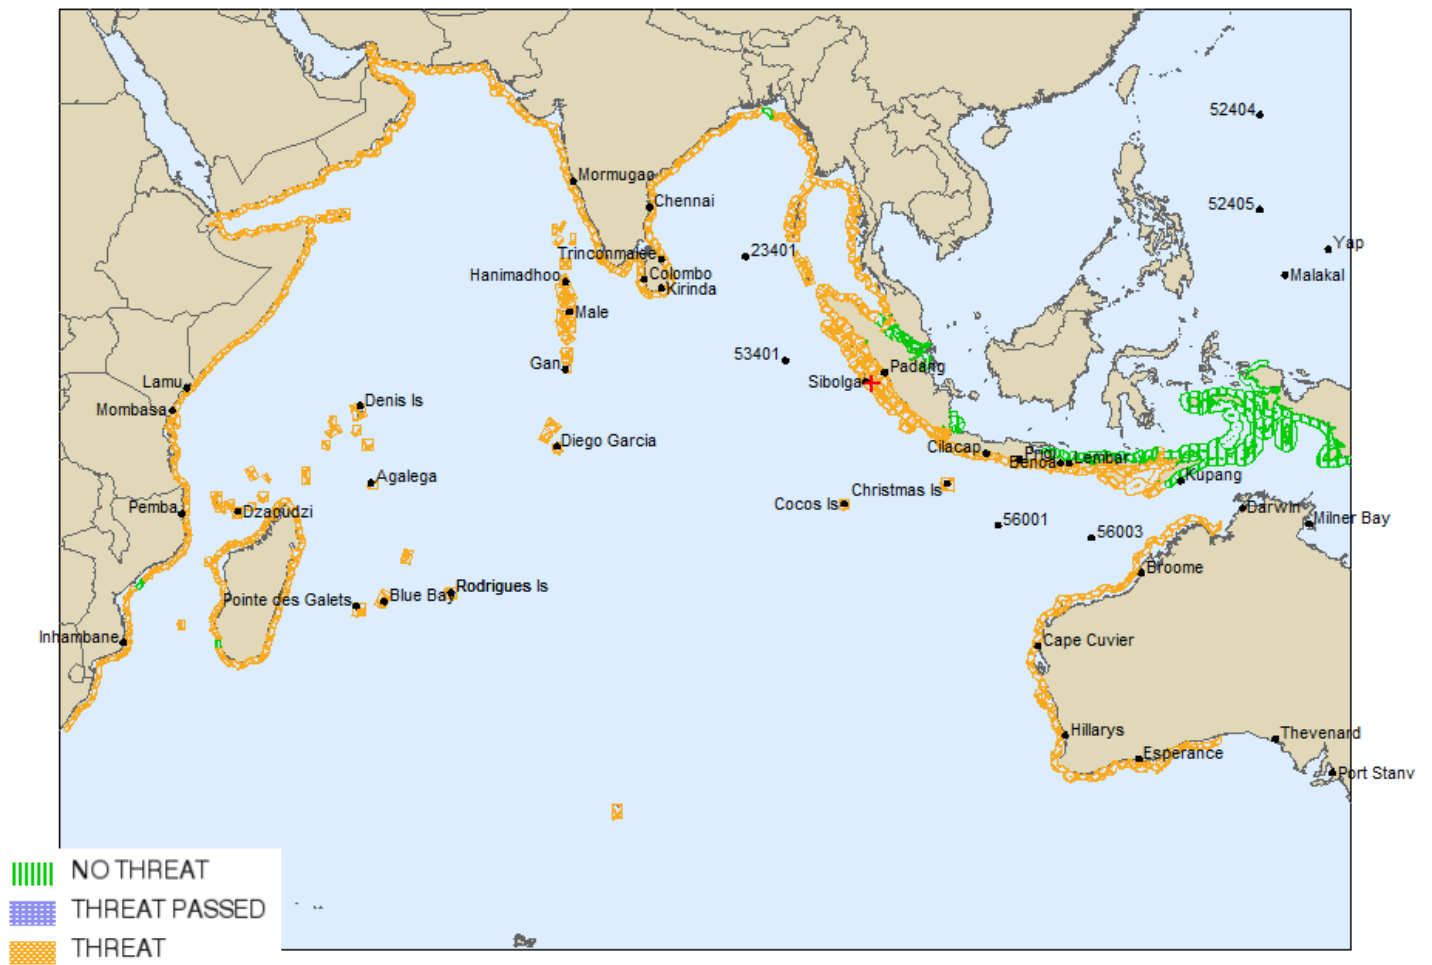 52404
52405
Mormugao
Chennai
Yap
Trinconmalee
23401
Hanimadhoo
Colombo
Malakal
Kirinda
Male
53401
Gan
Padang
Lamu
Sibolga
Denis Is
Mombasa
Diego Garcia
Cilacap
Prigi
Benoa
Lembar
Agalega
Kupang
Christmas Is
Pemba
Dzaoudzi
Cocos Is
Darwin
56001
Milner Bay
56003
Broome
Rodrigues Is
Pointe des Galets
Blue Bay
Inhambane
Cape Cuvier
Hillarys
Thevenard
Esperance
Port Stanv
NO THREAT
THREAT PASSED
THREAT